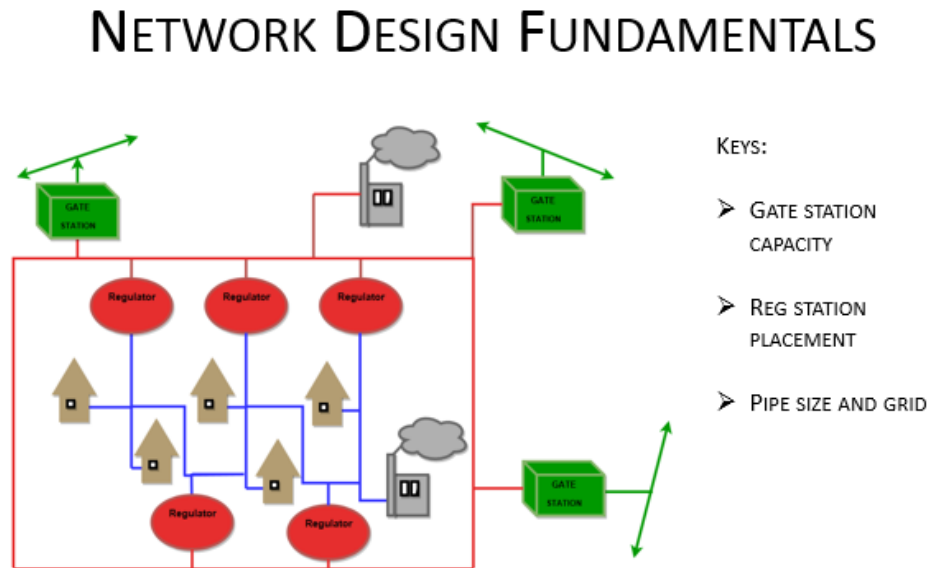 NETWORK DESIGN FUNDAMENTALS
GATE
STATION
GATE
STATION
KEYS:
➢ GATE STATION
CAPACITY
Regulator
Regulator
Regulator
➢ REG STATION
PLACEMENT
➢ PIPE SIZE AND GRID
GATE
STATION
Regulator
Regulator